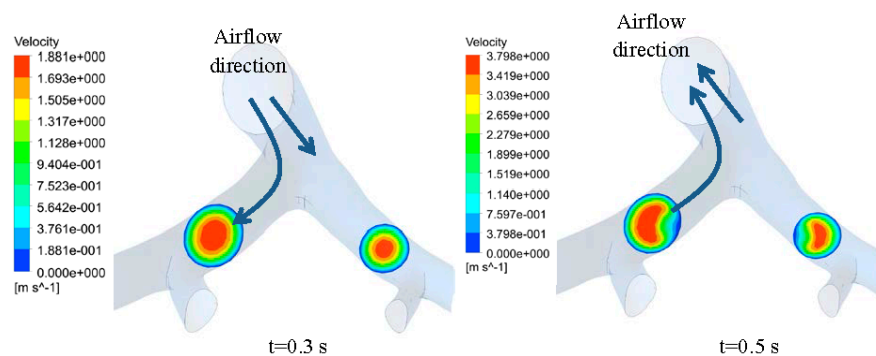 Airflow
direction
Velocity
1.881e+000
1.693e+000
1.505e+000
1.317e+000
1.128e+000
9.404e-001
7.523e-001
5.642e-001
3.761e-001
1.881e-001
0.000e+000
[m s^-1]
t=0.3 s
Airflow
direction
Velocity
3.798e+000
3.419e+000
3.039e+000
2.659e+000
2.279e+000
1.899e+000
1.519e+000
1.140e+000
7.597e-001
3.798e-001
0.000e+000
[m s^-1]
t=0.5 s